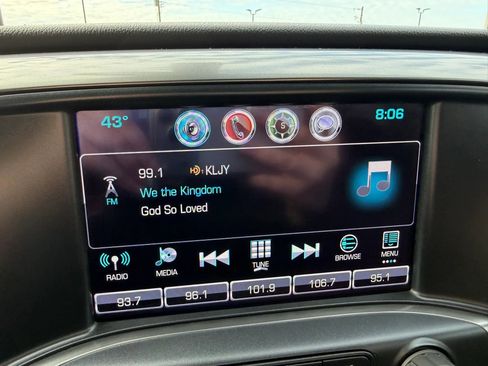 43° 8:06
S
99.1 HD KLJY
FM We the Kingdom
God So Loved
RADIO MEDIA TUNE BROWSE MENU
93.7 96.1 101.9 106.7 95.1